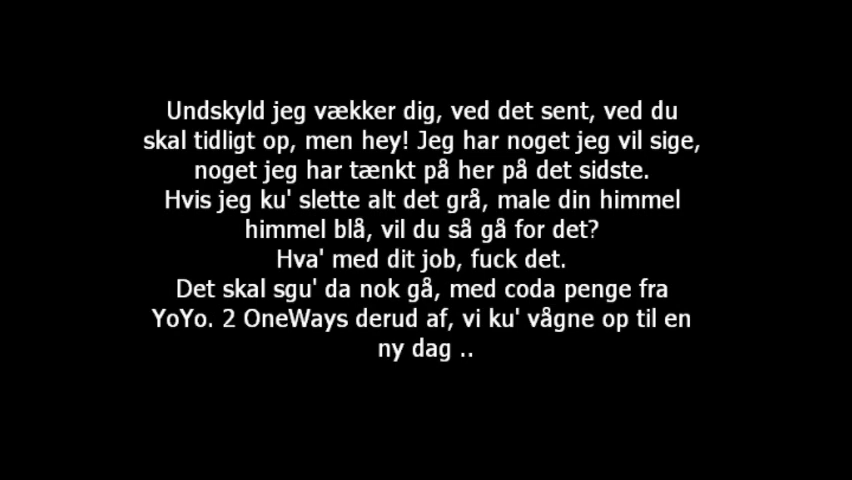 Undskyld jeg vækker dig, ved det sent, ved du
skal tidligt op, men hey! Jeg har noget jeg vil sige,
noget jeg har tænkt på her på det sidste.
Hvis jeg ku' slette alt det grå, male din himmel
himmel blå, vil du så gå for det?
Hva' med dit job, fuck det.
Det skal sgu' da nok gå, med coda penge fra
YoYo. 2 OneWays derud af, vi ku' vågne op til en
ny dag ..